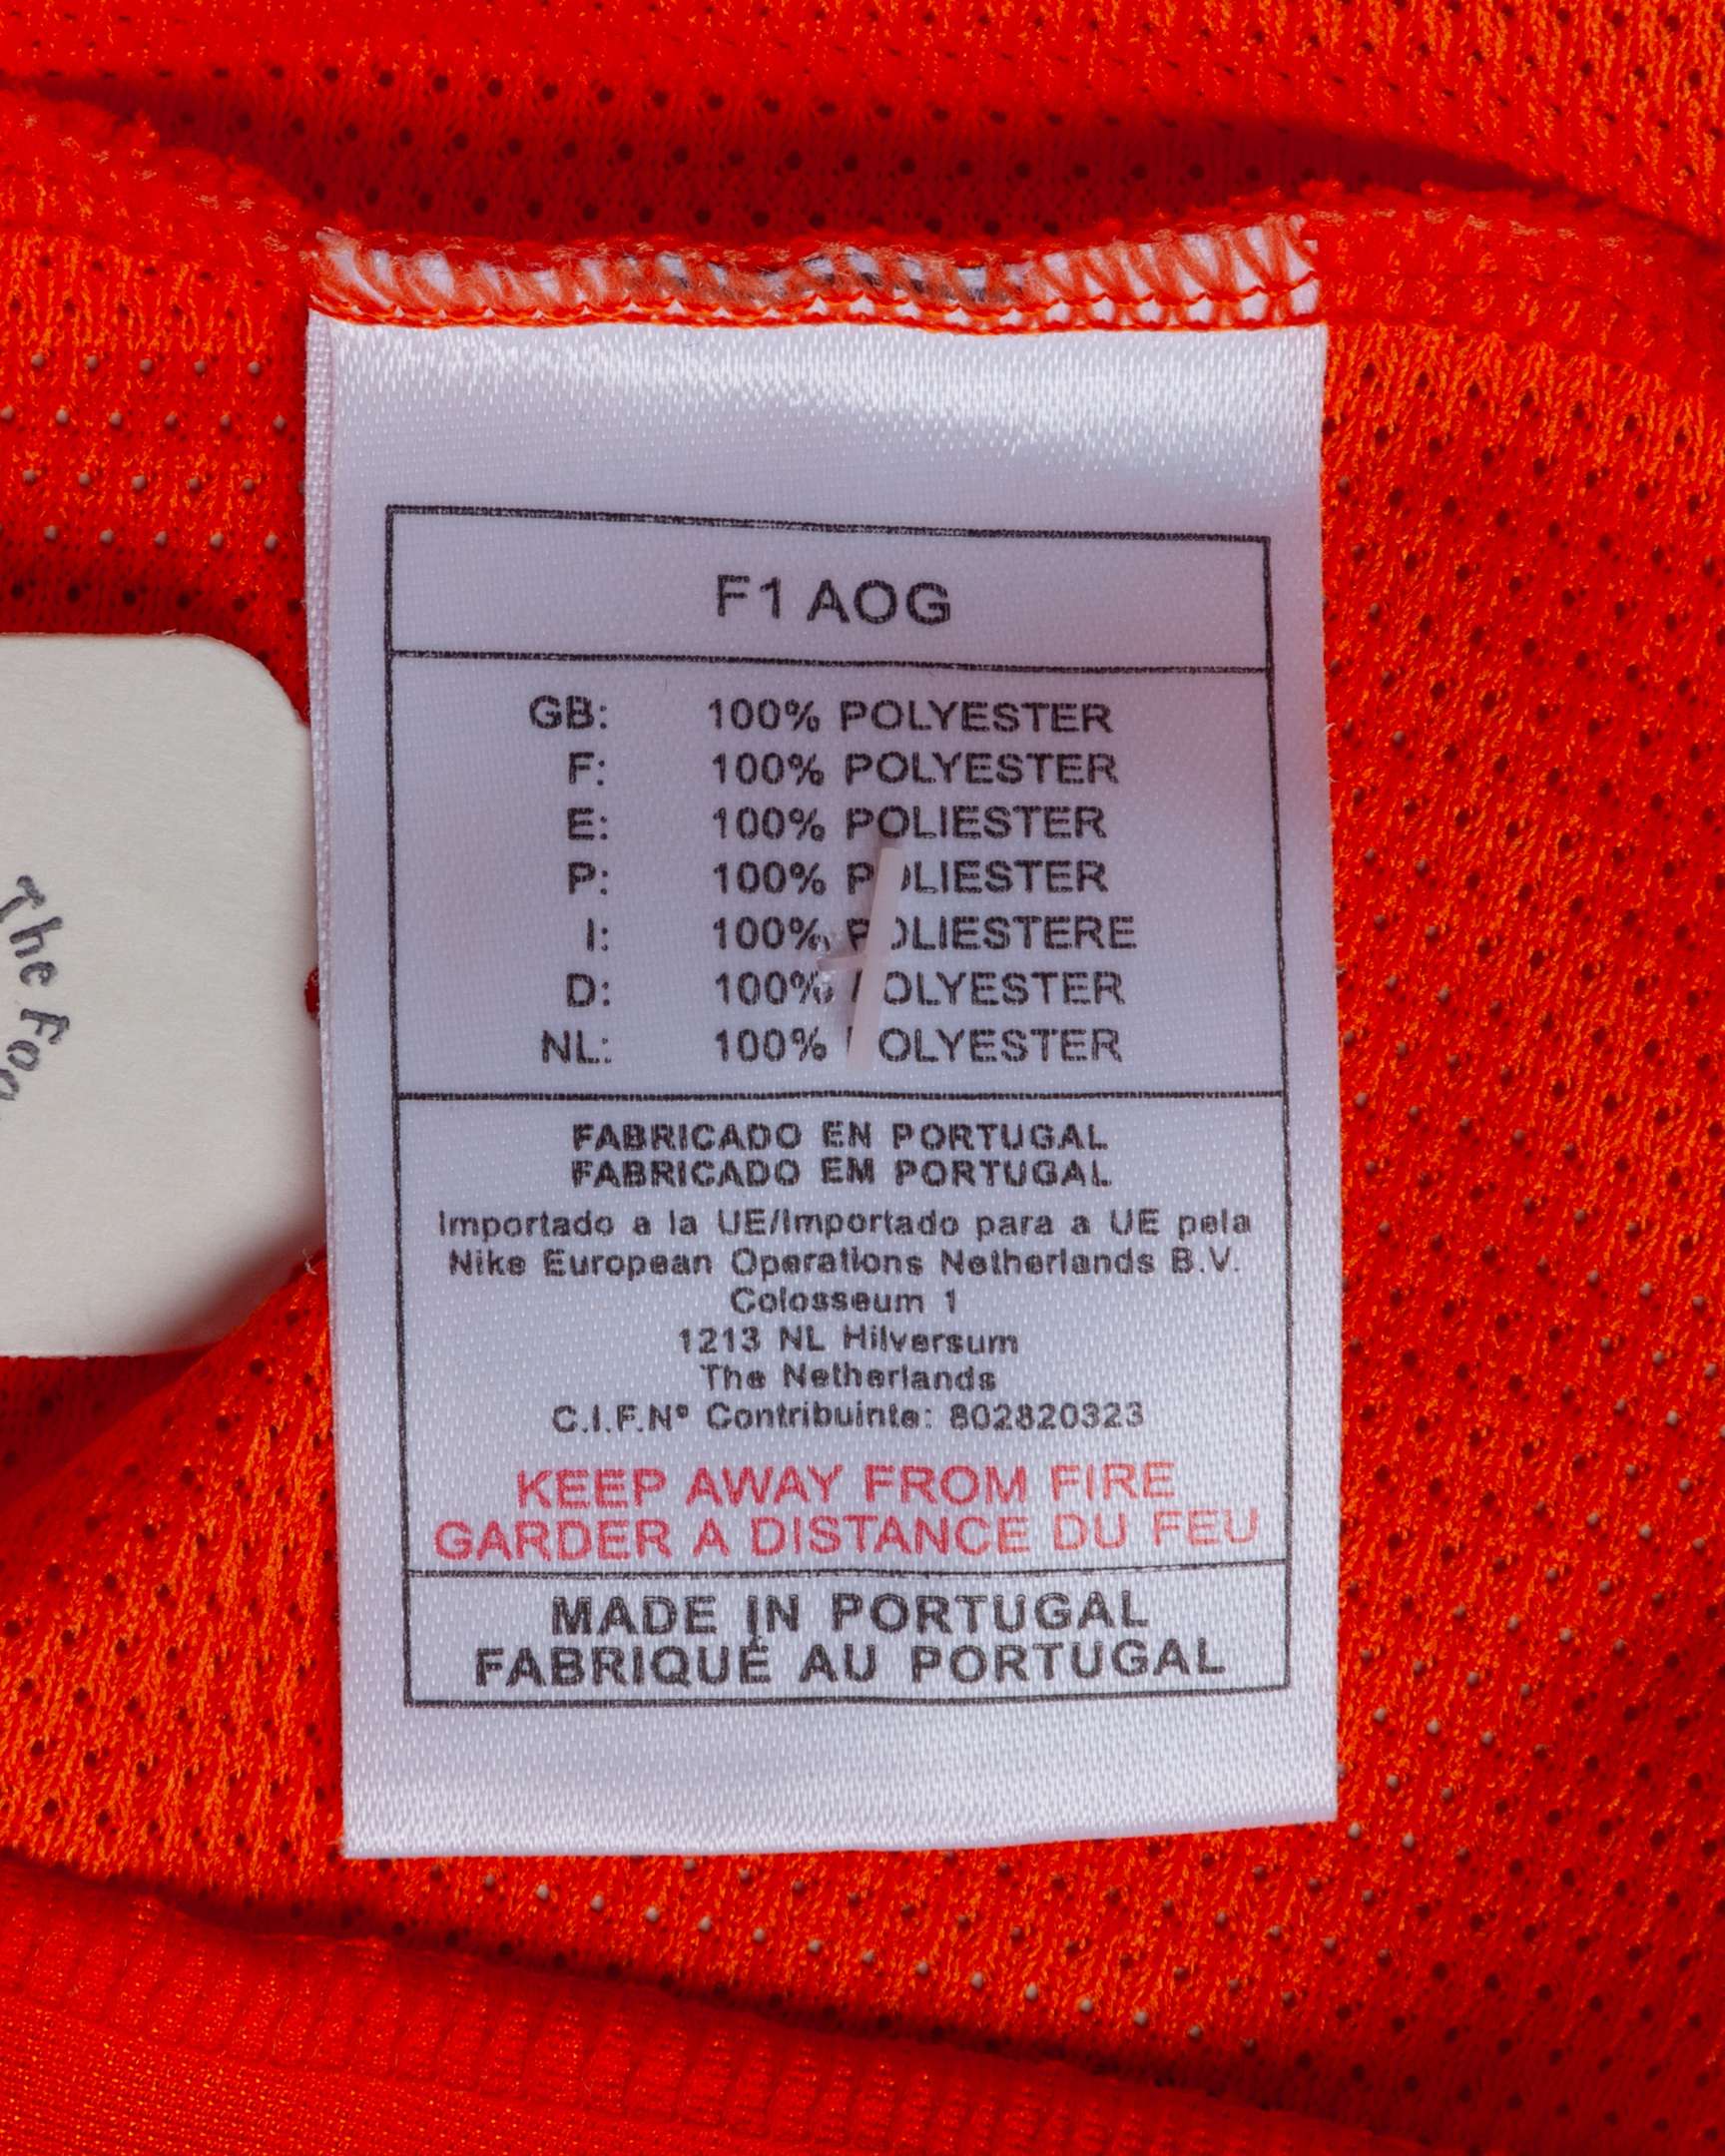 F1 AOG
GB: 100% POLYESTER
F: 100% POLYESTER
E: 100% POLIESTER
P: 100% POLIESTER
I: 100% POLIESTERE
D: 100% POLYESTER
NL: 100% POLYESTER
FABRICADO EN PORTUGAL
FABRICADO EM PORTUGAL
Importado a la UE/Importado para a UE pela
Nike European Operations Netherlands B.V.
Colosseum 1
1213 NL Hilversum
The Netherlands
C.I.F.Nº Contribuinte: 802820323
KEEP AWAY FROM FIRE
GARDER A DISTANCE DU FEU
MADE IN PORTUGAL
FABRIQUÉ AU PORTUGAL
The